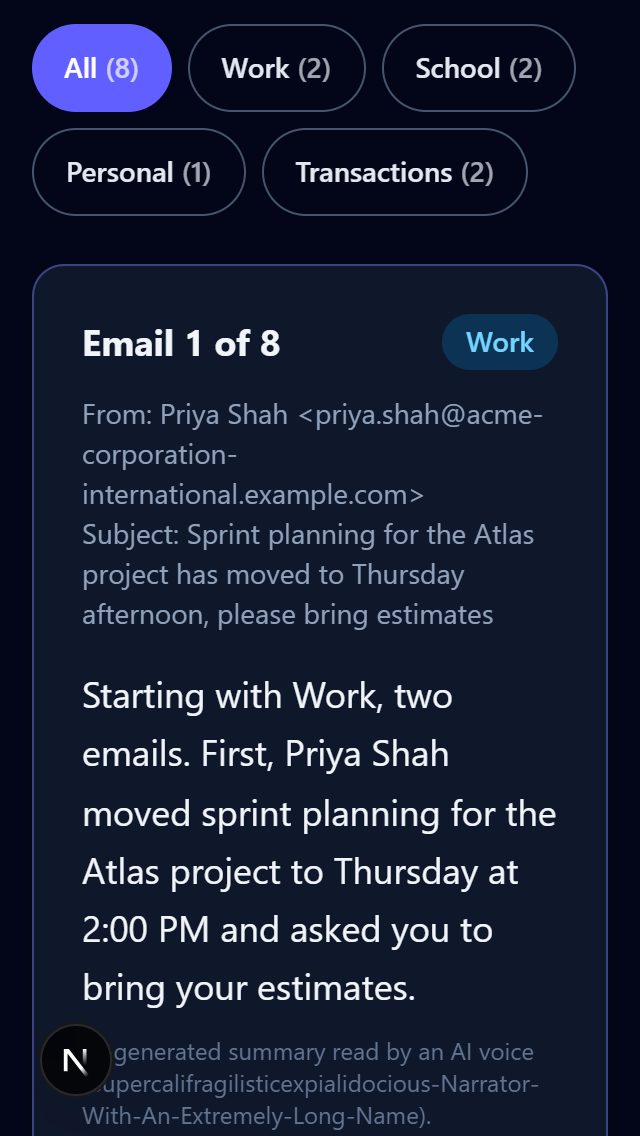 All (8)
Work (2)
School (2)
Personal (1)
Transactions (2)
Email 1 of 8
Work
From: Priya Shah <priya.shah@acme-
corporation-
international.example.com>
Subject: Sprint planning for the Atlas
project has moved to Thursday
afternoon, please bring estimates
Starting with Work, two
emails. First, Priya Shah
moved sprint planning for the
Atlas project to Thursday at
2:00 PM and asked you to
bring your estimates.
generated summary read by an AI voice
upercalifragilisticexpialidocious-Narrator-
With-An-Extremely-Long-Name).
N